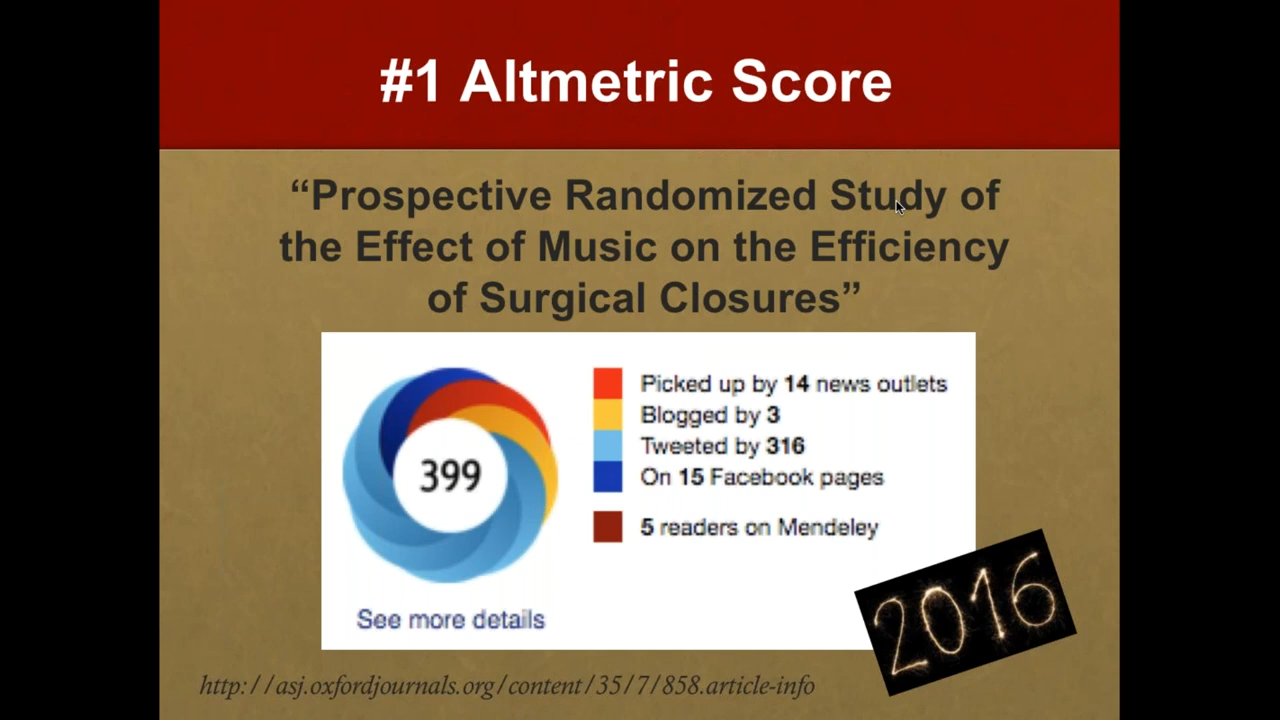 #1 Altmetric Score
“Prospective Randomized Study of
the Effect of Music on the Efficiency
of Surgical Closures”
399
Picked up by 14 news outlets
Blogged by 3
Tweeted by 316
On 15 Facebook pages
5 readers on Mendeley
See more details
2016
http://asj.oxfordjournals.org/content/35/7/858.article-info